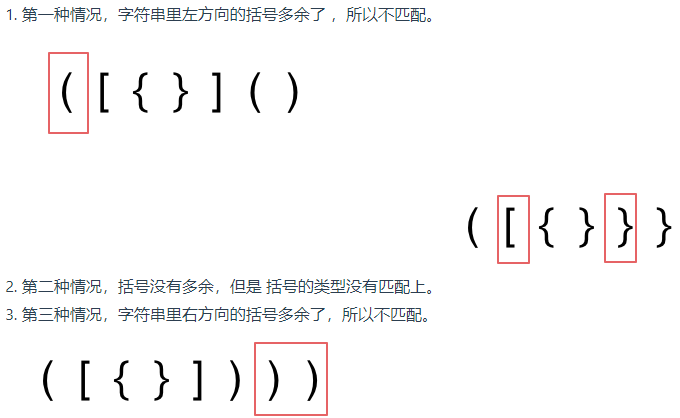 1. 第一种情况，字符串里左方向的括号多余了 ，所以不匹配。
( [ { } ] ( )
( [ { } } }
2. 第二种情况，括号没有多余，但是 括号的类型没有匹配上。
3. 第三种情况，字符串里右方向的括号多余了，所以不匹配。
( [ { } ] ) ) )